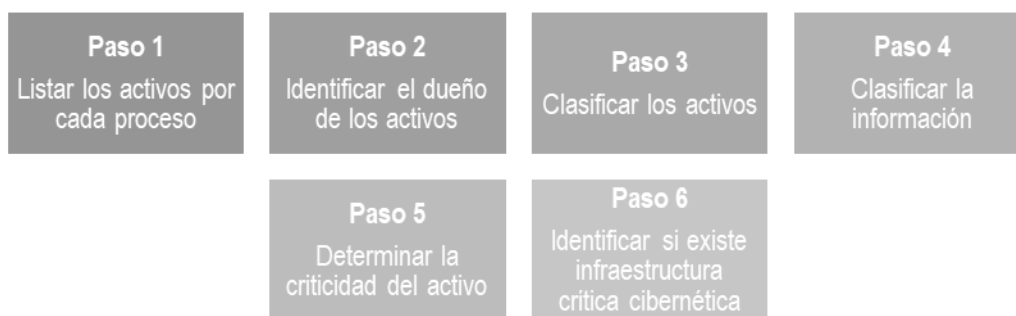 Paso 1
Listar los activos por
cada proceso
Paso 2
Identificar el dueño
de los activos
Paso 3
Clasificar los activos
Paso 4
Clasificar la
información
Paso 5
Determinar la
criticidad del activo
Paso 6
Identificar si existe
infraestructura
critica cibernética